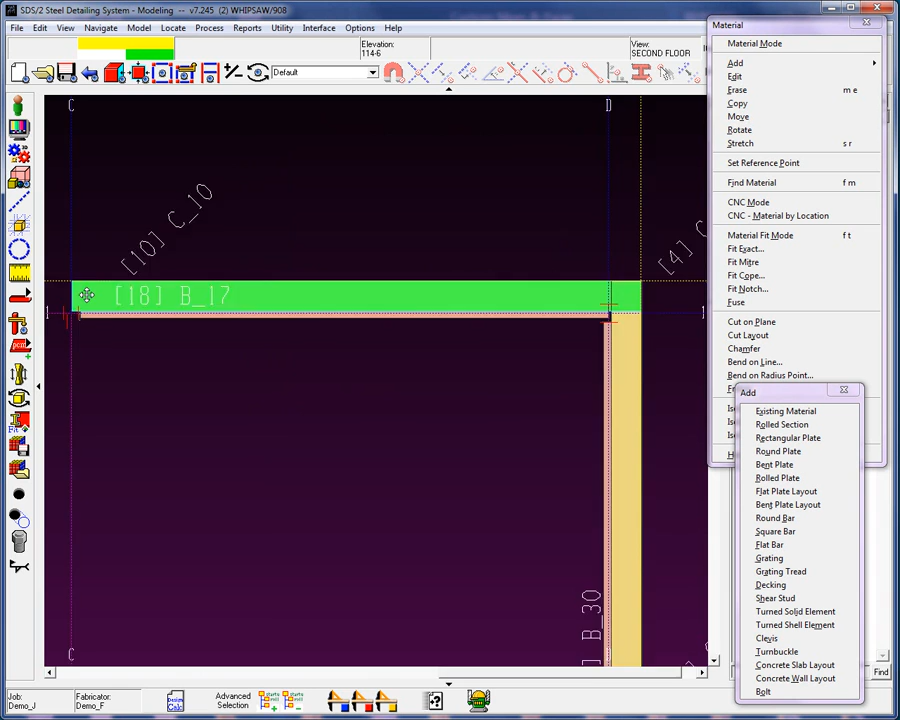 SDS/2 Steel Detailing System - Modeling -- v7.245 (2) WHIPSAW/908
File Edit View Navigate Model Locate Process Reports Utility Interface Options Help
Elevation:
114-6
View:
SECOND FLOOR
Default
C
D
[10] C_10
[4] C
[18] B_17
B_30
C
Material
Material Mode
Add
Edit
Erase m e
Copy
Move
Rotate
Stretch s r
Set Reference Point
Find Material f m
CNC Mode
CNC - Material by Location
Material Fit Mode f t
Fit Exact...
Fit Mitre
Fit Cope...
Fit Notch...
Fuse
Cut on Plane
Cut Layout
Chamfer
Bend on Line...
Bend on Radius Point...
Add
Existing Material
Rolled Section
Rectangular Plate
Round Plate
Bent Plate
Rolled Plate
Flat Plate Layout
Bent Plate Layout
Round Bar
Square Bar
Flat Bar
Grating
Grating Tread
Decking
Shear Stud
Turned Solid Element
Turned Shell Element
Clevis
Turnbuckle
Concrete Slab Layout
Concrete Wall Layout
Bolt
Find
Job:
Demo_J
Fabricator:
Demo_F
Design Calc
Advanced
Selection